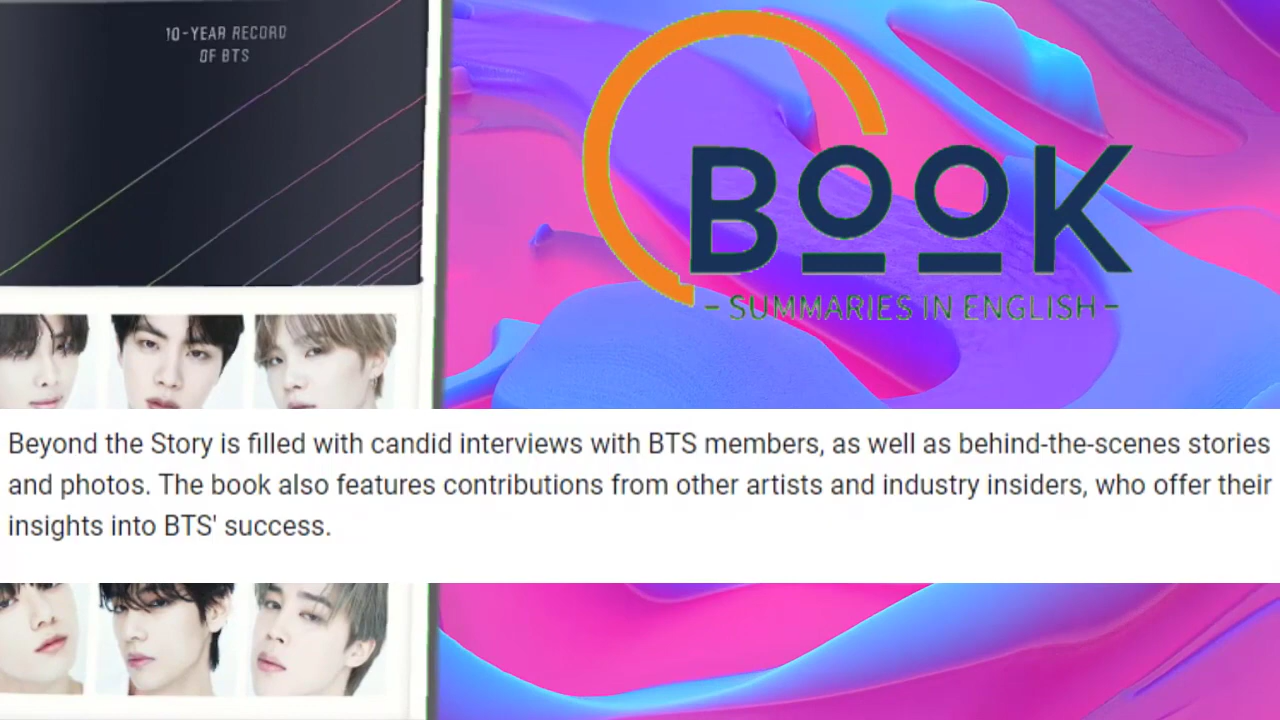 10-YEAR RECORD
OF BTS
BOOK
- SUMMARIES IN ENGLISH -
Beyond the Story is filled with candid interviews with BTS members, as well as behind-the-scenes stories
and photos. The book also features contributions from other artists and industry insiders, who offer their
insights into BTS' success.